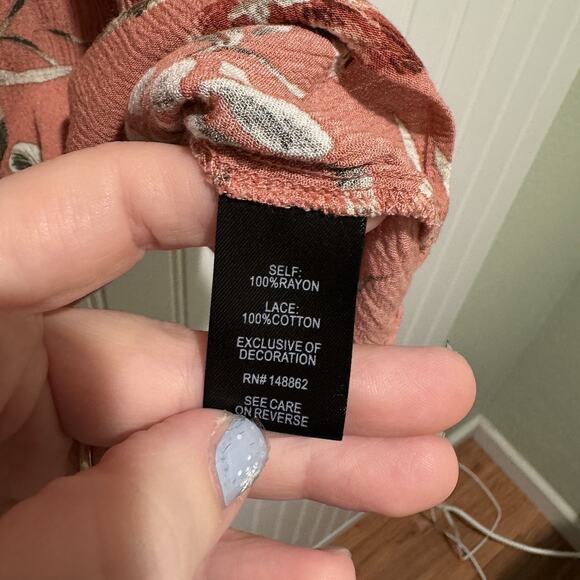 SELF:
100%RAYON
LACE:
100%COTTON
EXCLUSIVE OF
DECORATION
RN# 148862
SEE CARE
ON REVERSE